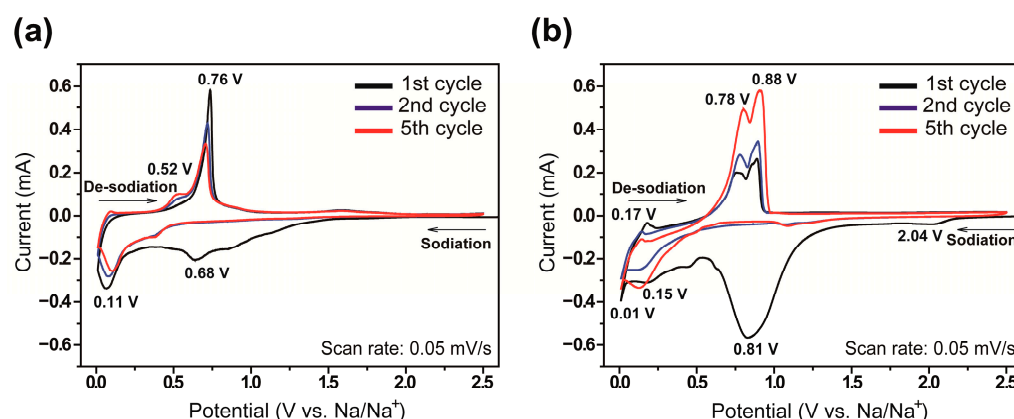 (a)
0.6
0.4
0.2
0.0
−0.2
−0.4
−0.6
Current (mA)
0.76 V
1st cycle
2nd cycle
5th cycle
0.52 V
De-sodiation
Sodiation
0.68 V
0.11 V
Scan rate: 0.05 mV/s
0.0
0.5
1.0
1.5
2.0
2.5
Potential (V vs. Na/Na⁺)
(b)
0.6
0.4
0.2
0.0
−0.2
−0.4
−0.6
Current (mA)
0.88 V
0.78 V
1st cycle
2nd cycle
5th cycle
De-sodiation
0.17 V
2.04 V
Sodiation
0.15 V
0.01 V
0.81 V
Scan rate: 0.05 mV/s
0.0
0.5
1.0
1.5
2.0
2.5
Potential (V vs. Na/Na⁺)